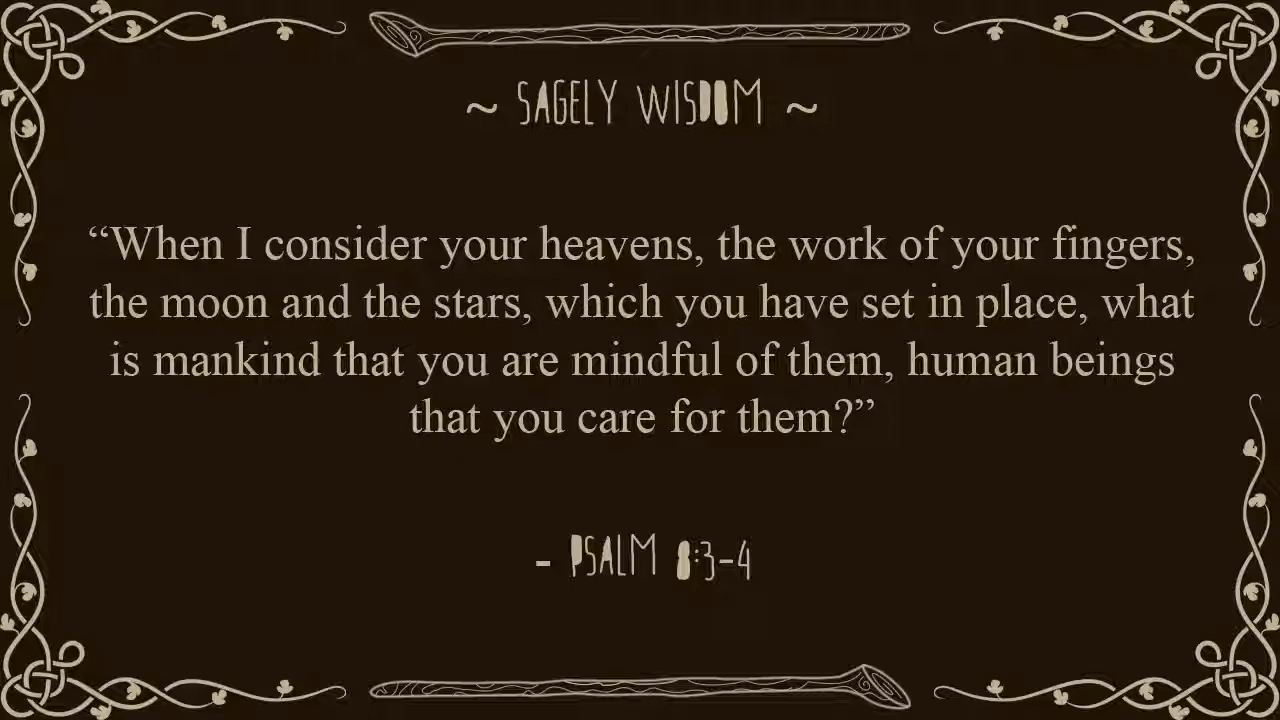 ~ SAGELY WISDOM ~
“When I consider your heavens, the work of your fingers,
the moon and the stars, which you have set in place, what
is mankind that you are mindful of them, human beings
that you care for them?”
- PSALM 8:3-4